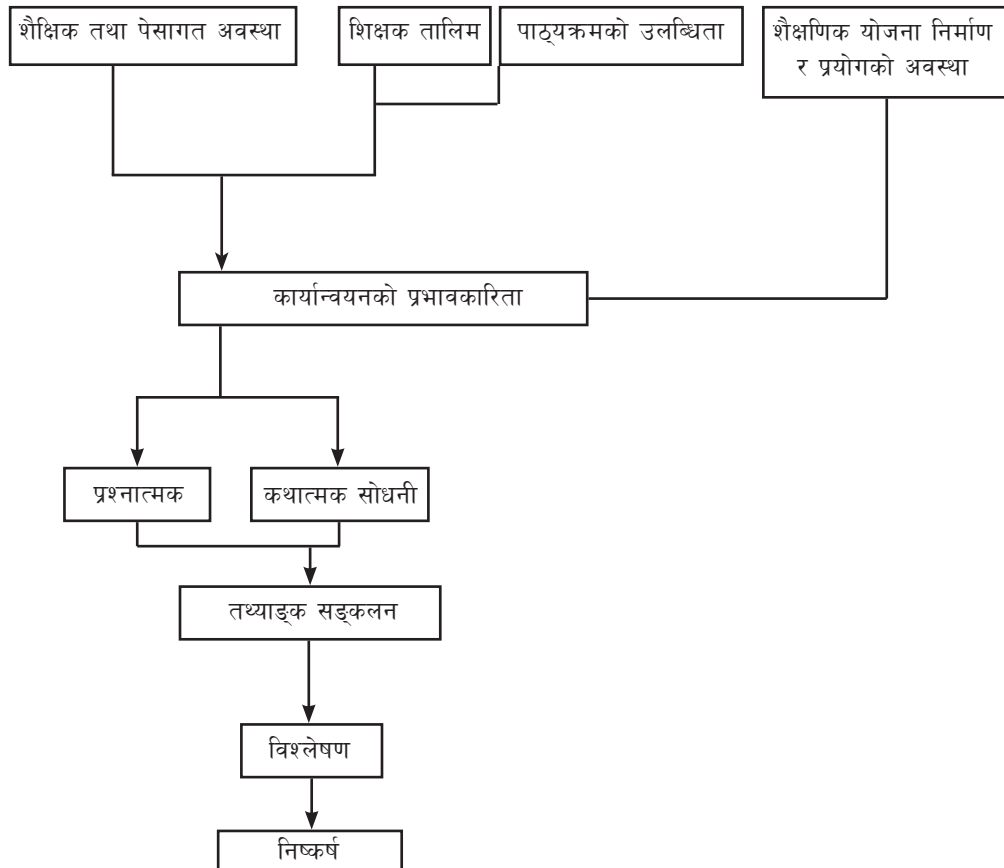 शैक्षिक तथा पेसागत अवस्था
शिक्षक तालिम
पाठ्यक्रमको उलब्धिता
शैक्षणिक योजना निर्माण
र प्रयोगको अवस्था
कार्यान्वयनको प्रभावकारिता
प्रश्नात्मक
कथात्मक सोधनी
तथ्याङ्क सङ्कलन
विश्लेषण
निष्कर्ष